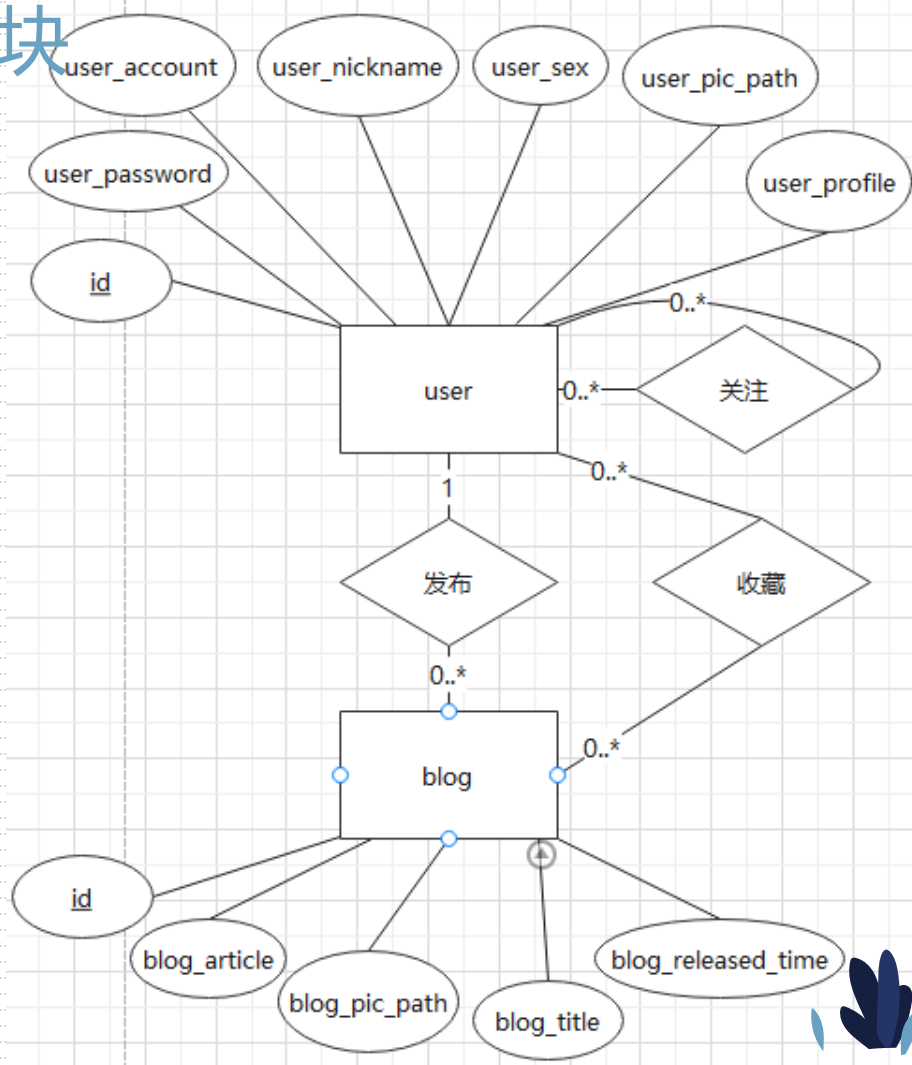 块
user_account
user_nickname
user_sex
user_pic_path
user_password
user_profile
id
0..*
user
0..*
关注
0..*
1
发布
收藏
0..*
0..*
blog
id
blog_article
blog_released_time
blog_pic_path
blog_title